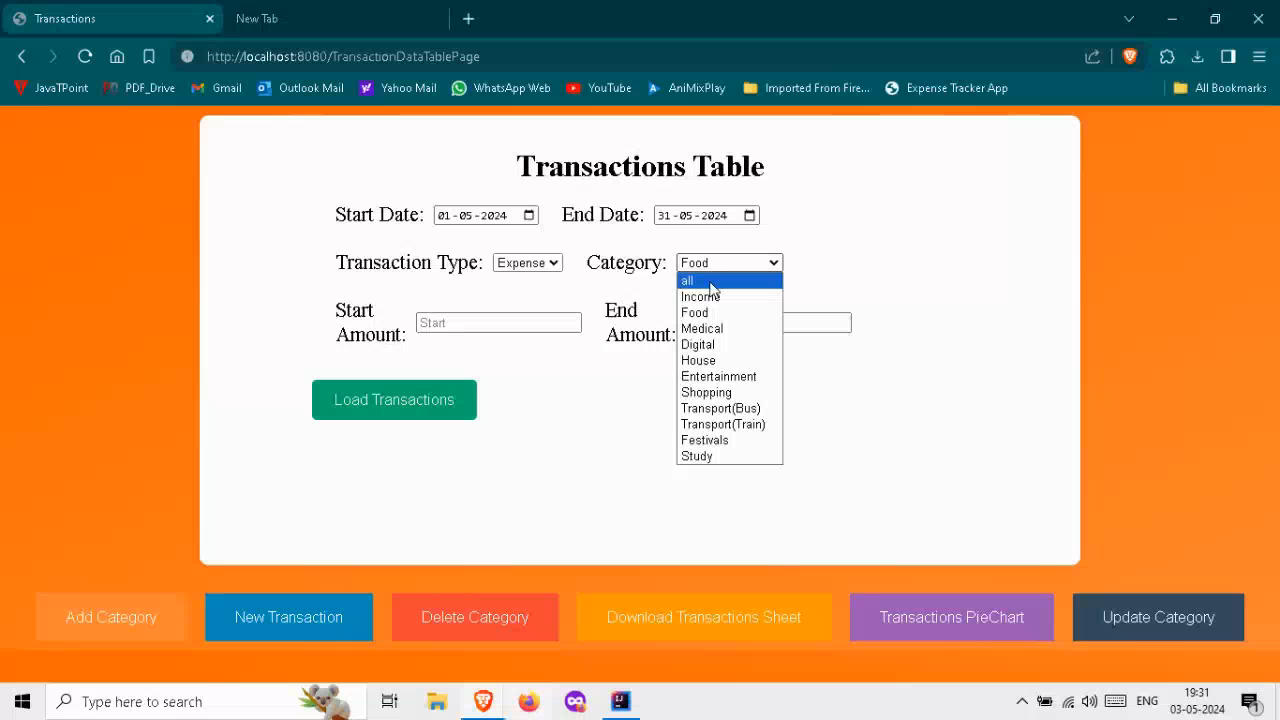 Transactions
New Tab
http://localhost:8080/TransactionDataTablePage
JavaTPoint
PDF_Drive
Gmail
Outlook Mail
Yahoo Mail
WhatsApp Web
YouTube
AniMixPlay
Imported From Fire...
Expense Tracker App
All Bookmarks
Transactions Table
Start Date: 01-05-2024 End Date: 31-05-2024
Transaction Type: Expense Category: Food
all
Income
Food
Medical
Digital
House
Entertainment
Shopping
Transport(Bus)
Transport(Train)
Festivals
Study
Start
Amount:
Start
End
Amount:
Load Transactions
Add Category
New Transaction
Delete Category
Download Transactions Sheet
Transactions PieChart
Update Category
Type here to search
ENG
19:31
03-05-2024
1